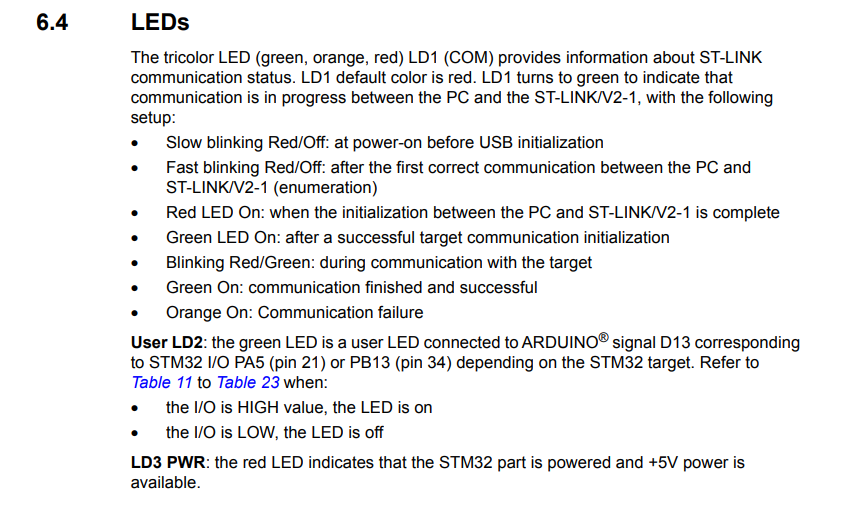 6.4 LEDs
The tricolor LED (green, orange, red) LD1 (COM) provides information about ST-LINK
communication status. LD1 default color is red. LD1 turns to green to indicate that
communication is in progress between the PC and the ST-LINK/V2-1, with the following
setup:
• Slow blinking Red/Off: at power-on before USB initialization
• Fast blinking Red/Off: after the first correct communication between the PC and
ST-LINK/V2-1 (enumeration)
• Red LED On: when the initialization between the PC and ST-LINK/V2-1 is complete
• Green LED On: after a successful target communication initialization
• Blinking Red/Green: during communication with the target
• Green On: communication finished and successful
• Orange On: Communication failure
User LD2: the green LED is a user LED connected to ARDUINO® signal D13 corresponding
to STM32 I/O PA5 (pin 21) or PB13 (pin 34) depending on the STM32 target. Refer to
Table 11 to Table 23 when:
• the I/O is HIGH value, the LED is on
• the I/O is LOW, the LED is off
LD3 PWR: the red LED indicates that the STM32 part is powered and +5V power is
available.